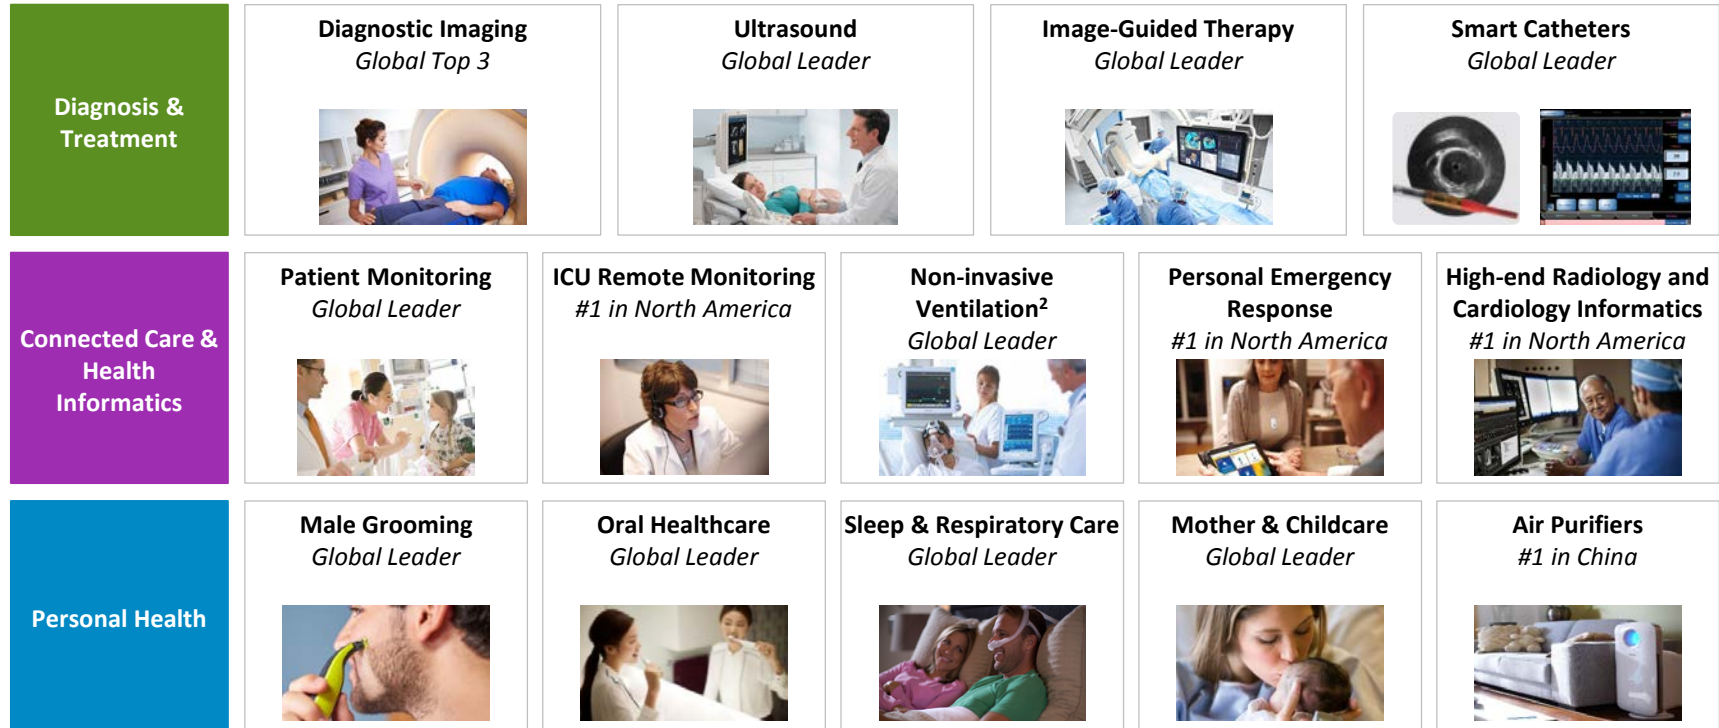 Diagnosis &
Treatment
Diagnostic Imaging
Global Top 3
Ultrasound
Global Leader
Image-Guided Therapy
Global Leader
Smart Catheters
Global Leader
Connected Care &
Health
Informatics
Patient Monitoring
Global Leader
ICU Remote Monitoring
#1 in North America
Non-invasive
Ventilation²
Global Leader
Personal Emergency
Response
#1 in North America
High-end Radiology and
Cardiology Informatics
#1 in North America
Personal Health
Male Grooming
Global Leader
Oral Healthcare
Global Leader
Sleep & Respiratory Care
Global Leader
Mother & Childcare
Global Leader
Air Purifiers
#1 in China